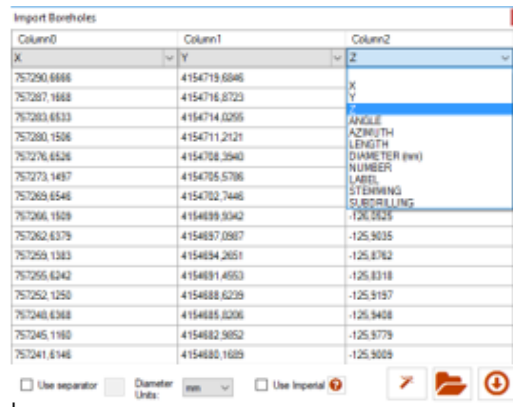 Import Boreholes
Column0 Column1 Column2
X Y Z
757290,6666 4154719,6846
X
757287,1668 4154716,8723
Y
Z
757283,6533 4154714,0255
ANGLE
757280,1506 4154711,2121
AZIMUTH
LENGTH
757276,6526 4154708,3940
DIAMETER (mm)
NUMBER
757273,1497 4154705,5786
LABEL
STEMMING
757269,6546 4154702,7446
SUBDRILLING
757266,1509 4154699,9342 -126,0525
757262,6379 4154697,0987 -125,9035
757259,1383 4154694,2651 -125,8762
757255,6242 4154691,4553 -125,8318
757252,1250 4154688,6239 -125,9197
757248,6368 4154685,8206 -125,9408
757245,1160 4154682,9852 -125,9779
757241,6146 4154680,1689 -125,9009
Use separator Diameter Units: mm Use Imperial ?